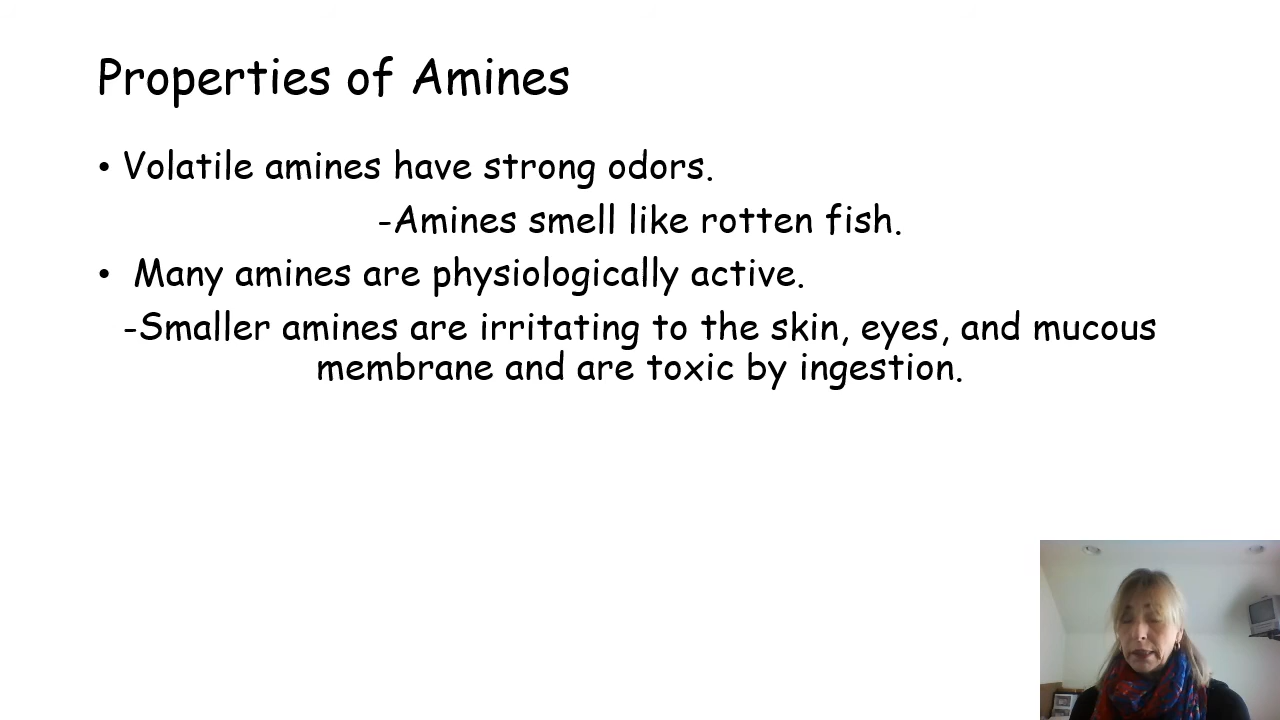 Properties of Amines
• Volatile amines have strong odors.
-Amines smell like rotten fish.
• Many amines are physiologically active.
-Smaller amines are irritating to the skin, eyes, and mucous
membrane and are toxic by ingestion.